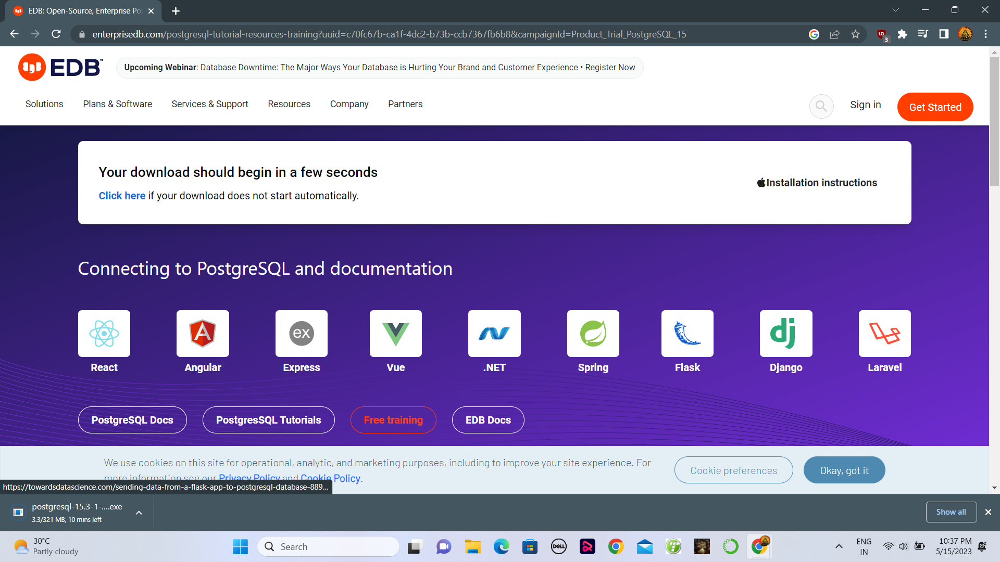 EDB: Open-Source, Enterprise Pos
enterprisedb.com/postgresql-tutorial-resources-training?uuid=c70fc67b-ca1f-4dc2-b73b-ccb7367fb6b8&campaignId=Product_Trial_PostgreSQL_15
3
EDB™
Upcoming Webinar: Database Downtime: The Major Ways Your Database is Hurting Your Brand and Customer Experience • Register Now
Solutions Plans & Software Services & Support Resources Company Partners
Sign in
Get Started
Your download should begin in a few seconds
Click here if your download does not start automatically.
Installation instructions
Connecting to PostgreSQL and documentation
ex
dj
React Angular Express Vue .NET Spring Flask Django Laravel
PostgreSQL Docs PostgresSQL Tutorials Free training EDB Docs
We use cookies on this site for operational, analytic, and marketing purposes, including to improve your site experience. For
more information see our Privacy Policy and Cookie Policy.
Cookie preferences
Okay, got it
https://towardsdatascience.com/sending-data-from-a-flask-app-to-postgresql-database-889...
postgresql-15.3-1-....exe
3.3/321 MB, 10 mins left
Show all
30°C
Partly cloudy
Search
DELL
ENG
IN
10:37 PM
5/15/2023